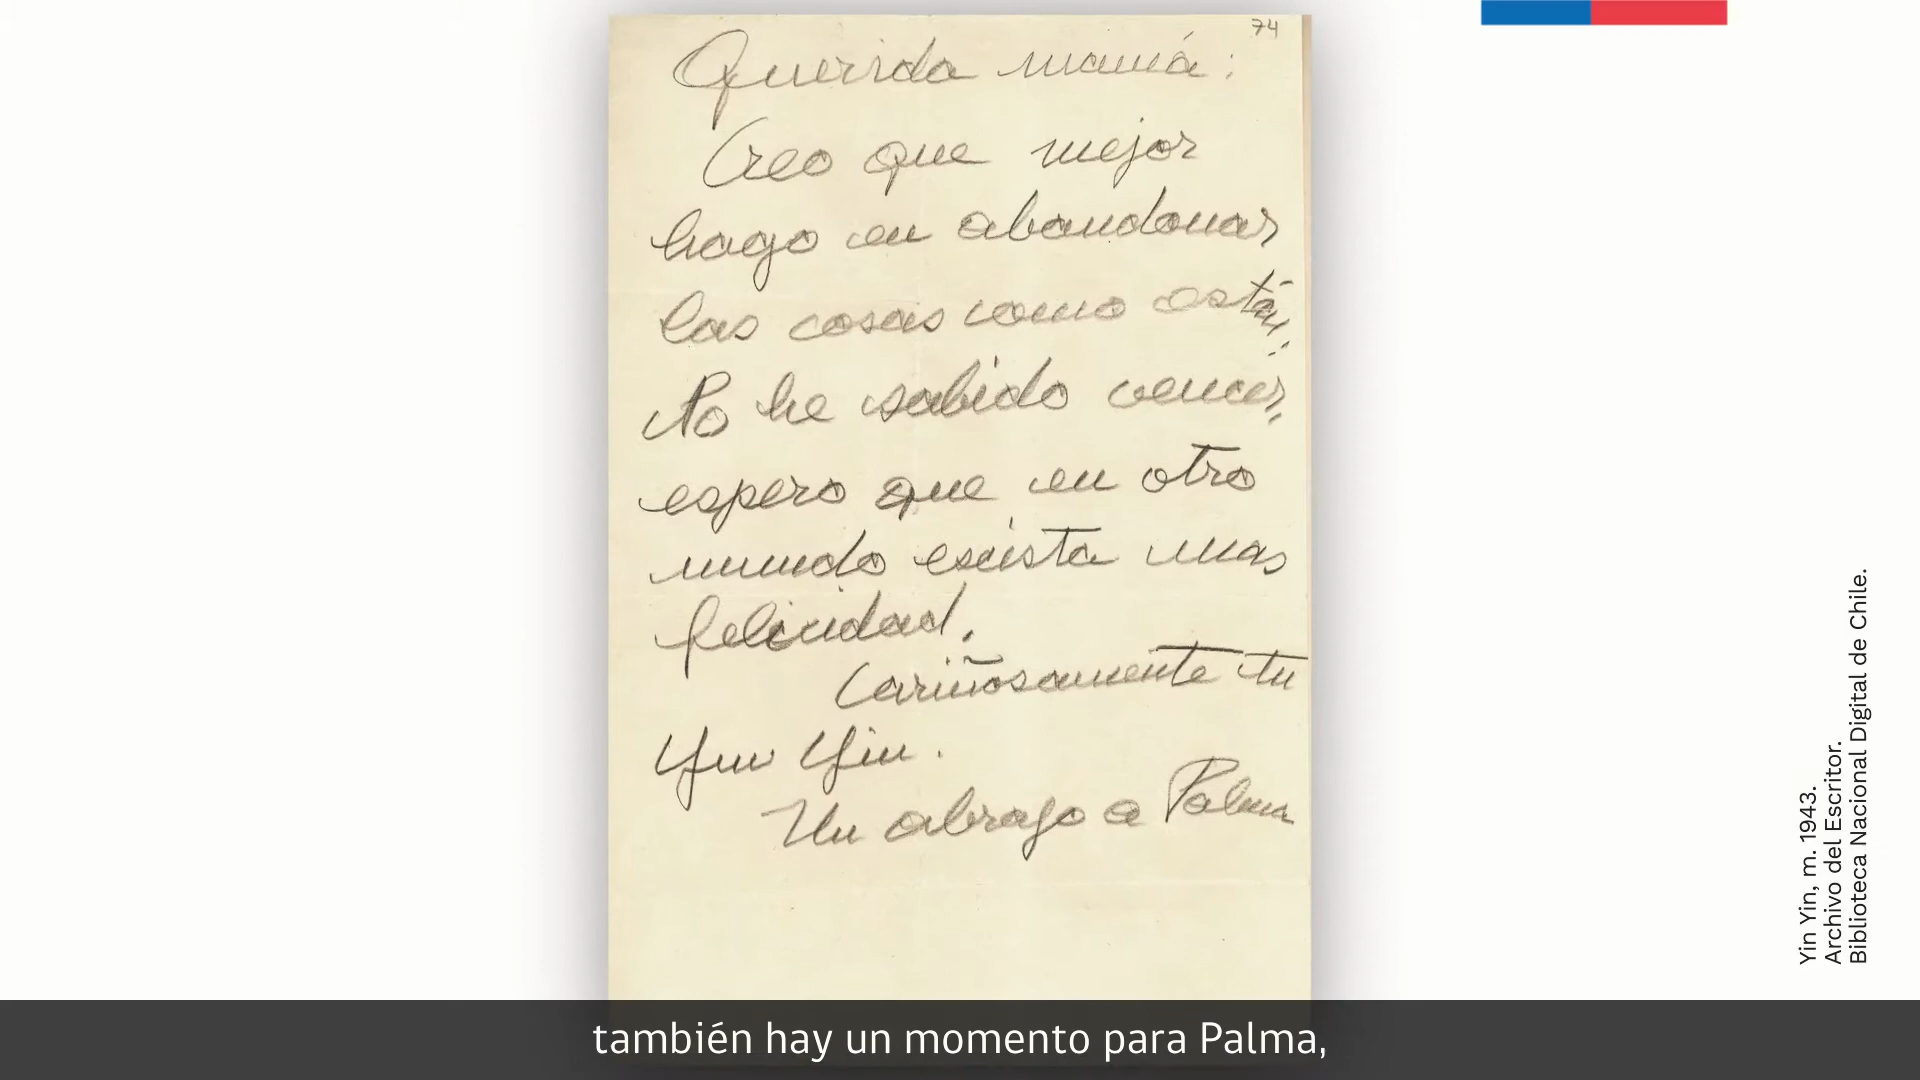 74
Querida mamá:
Creo que mejor
hago en abandonar
las cosas como están:
No he sabido vencer,
espero que en otro
mundo exista mas
felicidad.
Cariñosamente tu
Yin Yin.
Un abrazo a Palma
Yin Yin, m. 1943.
Archivo del Escritor.
Biblioteca Nacional Digital de Chile.
también hay un momento para Palma,